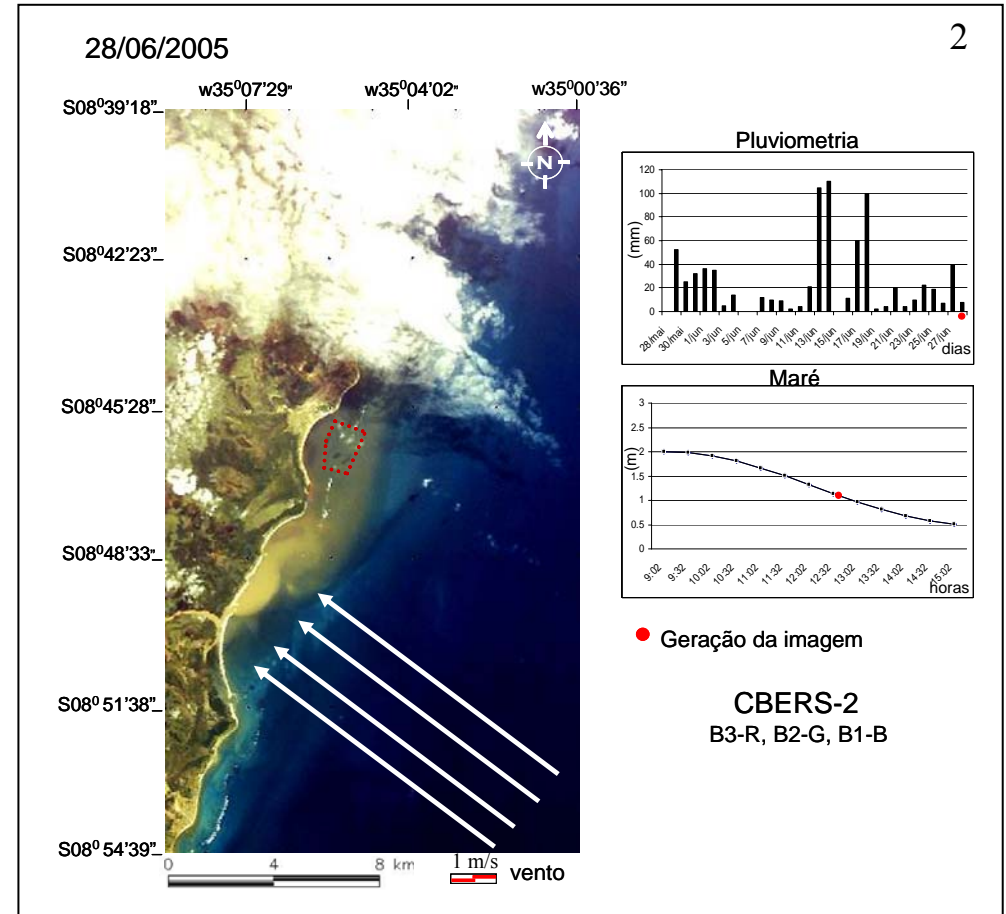 28/06/2005
2
w35⁰07'29" w35⁰04'02" w35⁰00'36"
S08⁰39'18"
S08⁰42'23"
S08⁰45'28"
S08⁰48'33"
S08⁰ 51'38"
S08⁰ 54'39"
N
0 4 8 km
1 m/s vento
Pluviometria
(mm)
120
100
80
60
40
20
0
28/mai 30/mai 1/jun 3/jun 5/jun 7/jun 9/jun 11/jun 13/jun 15/jun 17/jun 19/jun 21/jun 23/jun 25/jun 27/jun
dias
Maré
(m)
3
2.5
2
1.5
1
0.5
0
9:02 9:32 10:02 10:32 11:02 11:32 12:02 12:32 13:02 13:32 14:02 14:32 15:02
horas
Geração da imagem
CBERS-2
B3-R, B2-G, B1-B